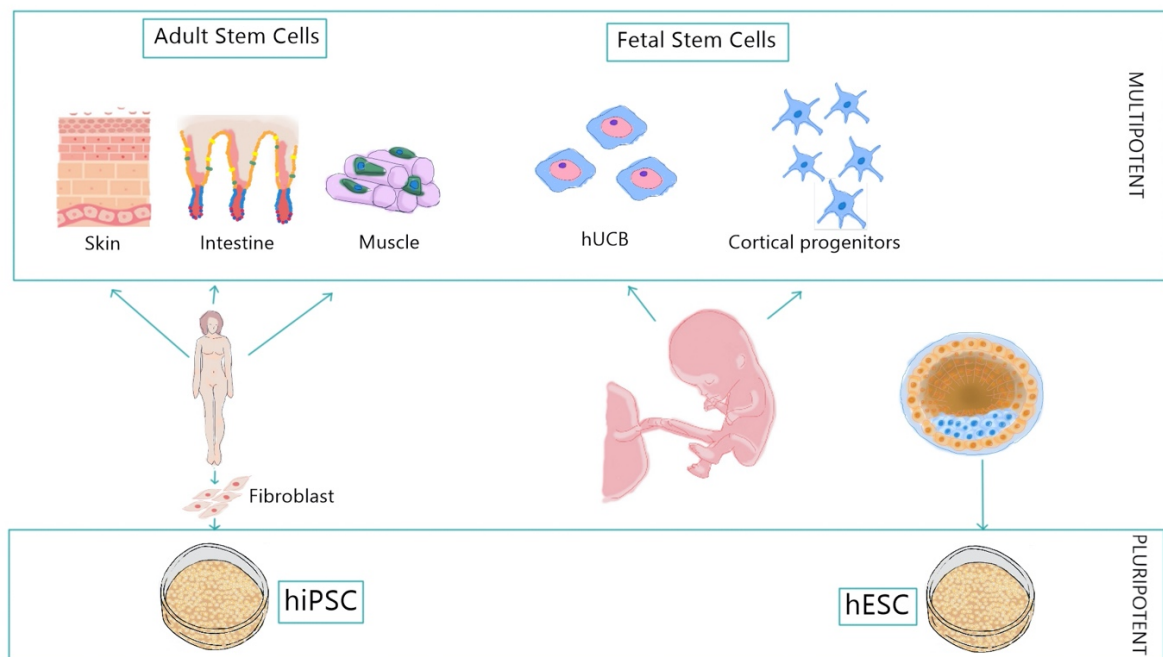 Adult Stem Cells
Fetal Stem Cells
MULTIPOTENT
Skin
Intestine
Muscle
hUCB
Cortical progenitors
Fibroblast
hiPSC
hESC
PLURIPOTENT